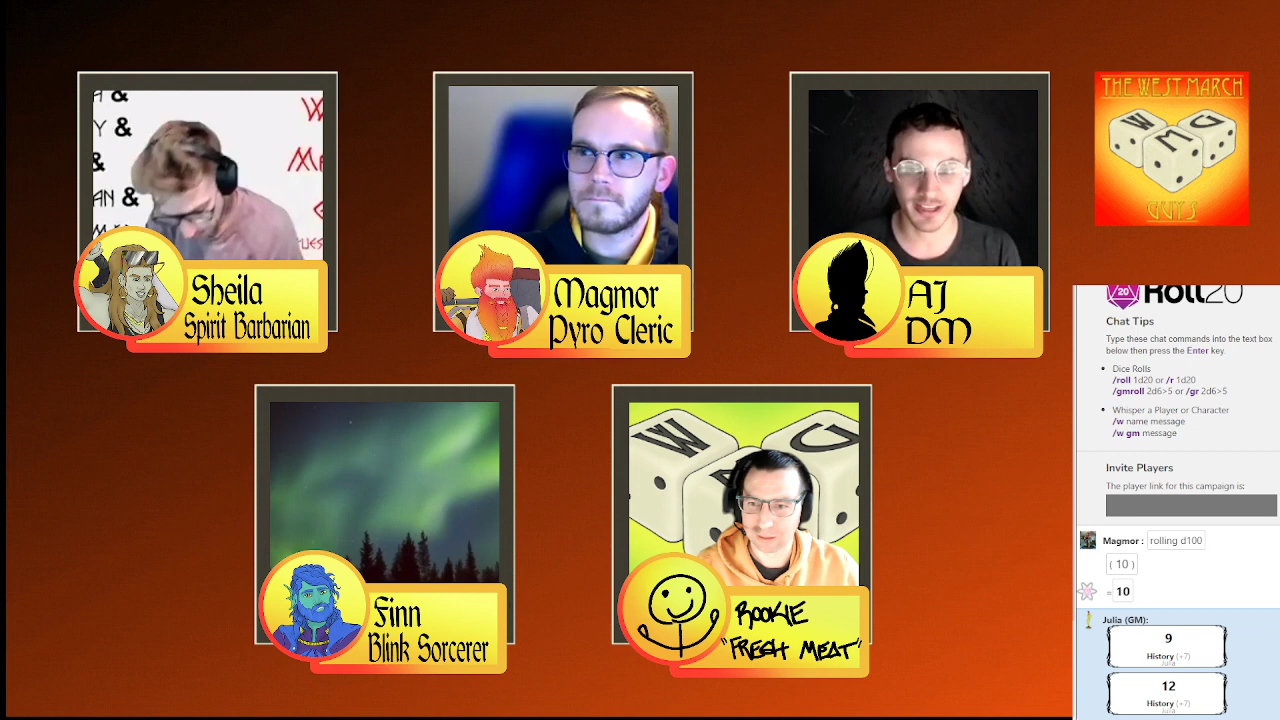 &
Y &
&
AN &
Sheila
Spirit Barbarian
Magmor
Pyro Cleric
AJ
DM
THE WEST MARCH
W M G
GUYS
Finn
Blink Sorcerer
W
G
ROOKIE
"FRESH MEAT"
20 Roll20
Chat Tips
Type these chat commands into the text box
below then press the Enter key.
Dice Rolls
/roll 1d20 or /r 1d20
/gmroll 2d6>5 or /gr 2d6>5
Whisper a Player or Character
/w name message
/w gm message
Invite Players
The player link for this campaign is:
Magmor : rolling d100
( 10 )
= 10
Julia (GM):
9
History (+7)
Julia
12
History (+7)
Julia